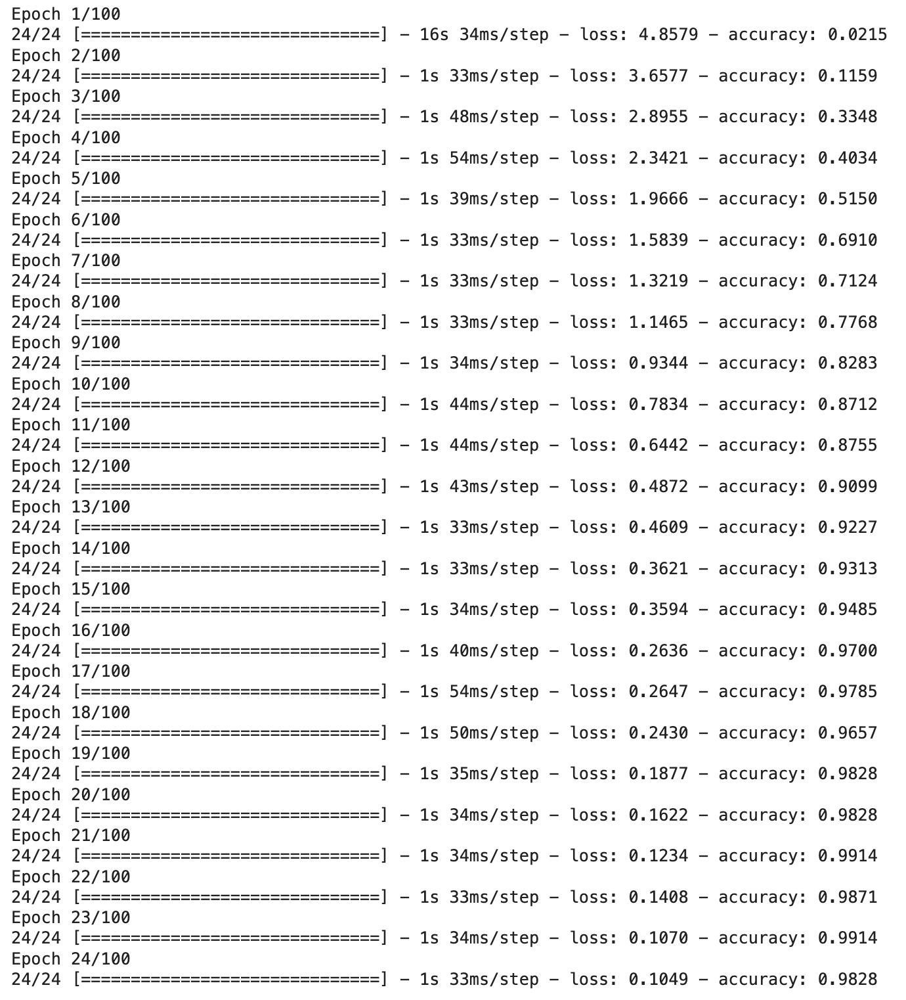 Epoch 1/100
24/24 [==============================] - 16s 34ms/step - loss: 4.8579 - accuracy: 0.0215
Epoch 2/100
24/24 [==============================] - 1s 33ms/step - loss: 3.6577 - accuracy: 0.1159
Epoch 3/100
24/24 [==============================] - 1s 48ms/step - loss: 2.8955 - accuracy: 0.3348
Epoch 4/100
24/24 [==============================] - 1s 54ms/step - loss: 2.3421 - accuracy: 0.4034
Epoch 5/100
24/24 [==============================] - 1s 39ms/step - loss: 1.9666 - accuracy: 0.5150
Epoch 6/100
24/24 [==============================] - 1s 33ms/step - loss: 1.5839 - accuracy: 0.6910
Epoch 7/100
24/24 [==============================] - 1s 33ms/step - loss: 1.3219 - accuracy: 0.7124
Epoch 8/100
24/24 [==============================] - 1s 33ms/step - loss: 1.1465 - accuracy: 0.7768
Epoch 9/100
24/24 [==============================] - 1s 34ms/step - loss: 0.9344 - accuracy: 0.8283
Epoch 10/100
24/24 [==============================] - 1s 44ms/step - loss: 0.7834 - accuracy: 0.8712
Epoch 11/100
24/24 [==============================] - 1s 44ms/step - loss: 0.6442 - accuracy: 0.8755
Epoch 12/100
24/24 [==============================] - 1s 43ms/step - loss: 0.4872 - accuracy: 0.9099
Epoch 13/100
24/24 [==============================] - 1s 33ms/step - loss: 0.4609 - accuracy: 0.9227
Epoch 14/100
24/24 [==============================] - 1s 33ms/step - loss: 0.3621 - accuracy: 0.9313
Epoch 15/100
24/24 [==============================] - 1s 34ms/step - loss: 0.3594 - accuracy: 0.9485
Epoch 16/100
24/24 [==============================] - 1s 40ms/step - loss: 0.2636 - accuracy: 0.9700
Epoch 17/100
24/24 [==============================] - 1s 54ms/step - loss: 0.2647 - accuracy: 0.9785
Epoch 18/100
24/24 [==============================] - 1s 50ms/step - loss: 0.2430 - accuracy: 0.9657
Epoch 19/100
24/24 [==============================] - 1s 35ms/step - loss: 0.1877 - accuracy: 0.9828
Epoch 20/100
24/24 [==============================] - 1s 34ms/step - loss: 0.1622 - accuracy: 0.9828
Epoch 21/100
24/24 [==============================] - 1s 34ms/step - loss: 0.1234 - accuracy: 0.9914
Epoch 22/100
24/24 [==============================] - 1s 33ms/step - loss: 0.1408 - accuracy: 0.9871
Epoch 23/100
24/24 [==============================] - 1s 34ms/step - loss: 0.1070 - accuracy: 0.9914
Epoch 24/100
24/24 [==============================] - 1s 33ms/step - loss: 0.1049 - accuracy: 0.9828